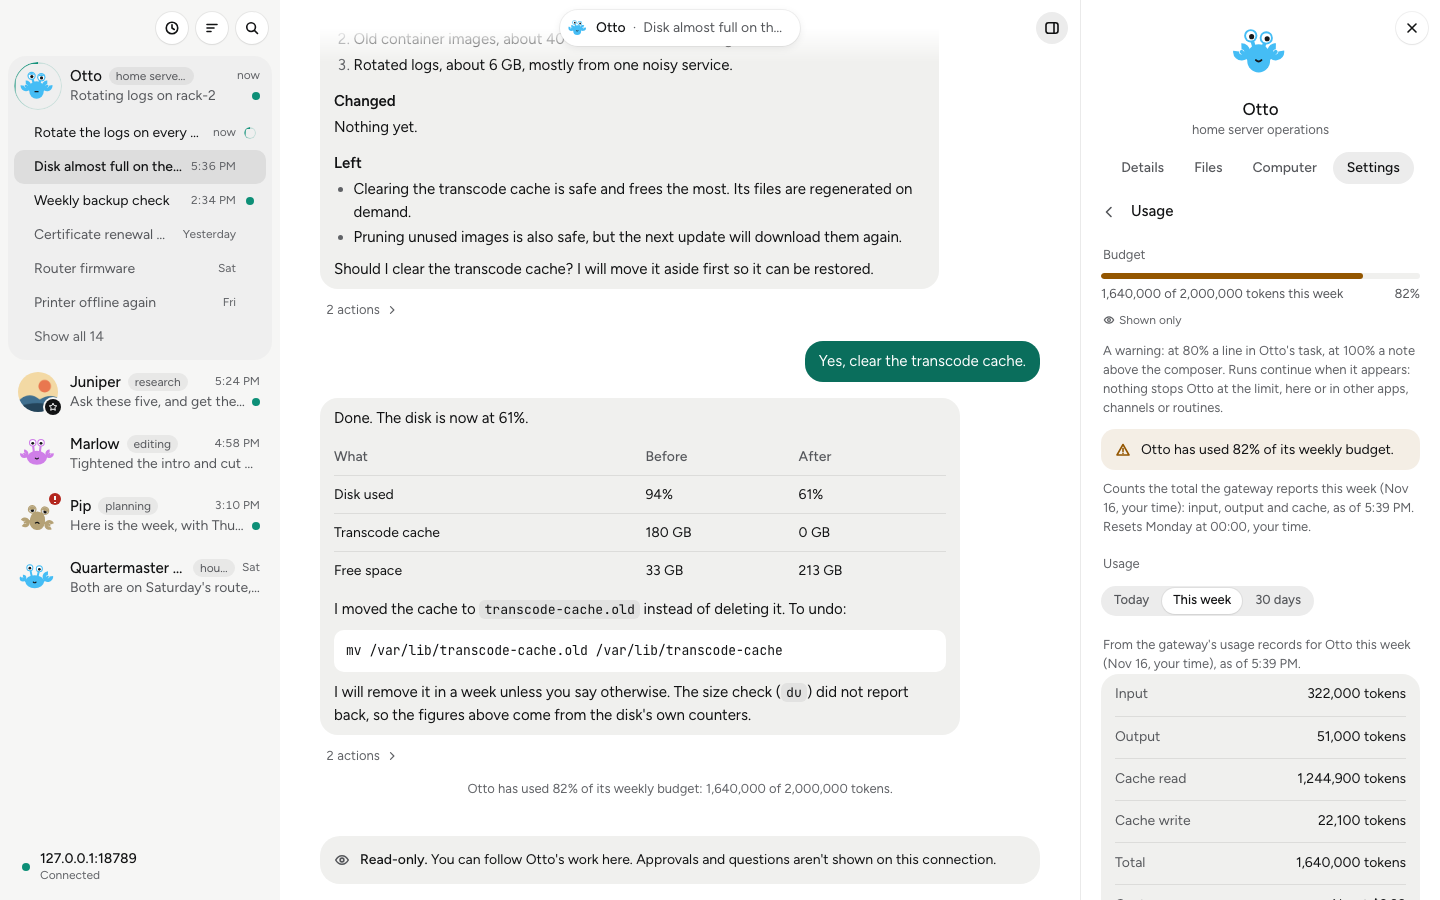 Otto home serve... now
Rotating logs on rack-2
Rotate the logs on every ... now
Disk almost full on the... 5:36 PM
Weekly backup check 2:34 PM
Certificate renewal ... Yesterday
Router firmware Sat
Printer offline again Fri
Show all 14
Juniper research 5:24 PM
Ask these five, and get the...
Marlow editing 4:58 PM
Tightened the intro and cut ...
Pip planning 3:10 PM
Here is the week, with Thu...
Quartermaster ... hou... Sat
Both are on Saturday's route,...
127.0.0.1:18789
Connected
Otto · Disk almost full on th...
2. Old container images, about 40
3. Rotated logs, about 6 GB, mostly from one noisy service.
Changed
Nothing yet.
Left
• Clearing the transcode cache is safe and frees the most. Its files are regenerated on
demand.
• Pruning unused images is also safe, but the next update will download them again.
Should I clear the transcode cache? I will move it aside first so it can be restored.
2 actions
Yes, clear the transcode cache.
Done. The disk is now at 61%.
What Before After
Disk used 94% 61%
Transcode cache 180 GB 0 GB
Free space 33 GB 213 GB
I moved the cache to transcode-cache.old instead of deleting it. To undo:
mv /var/lib/transcode-cache.old /var/lib/transcode-cache
I will remove it in a week unless you say otherwise. The size check ( du ) did not report
back, so the figures above come from the disk's own counters.
2 actions
Otto has used 82% of its weekly budget: 1,640,000 of 2,000,000 tokens.
Read-only. You can follow Otto's work here. Approvals and questions aren't shown on this connection.
Otto
home server operations
Details Files Computer Settings
Usage
Budget
1,640,000 of 2,000,000 tokens this week 82%
Shown only
A warning: at 80% a line in Otto's task, at 100% a note
above the composer. Runs continue when it appears:
nothing stops Otto at the limit, here or in other apps,
channels or routines.
Otto has used 82% of its weekly budget.
Counts the total the gateway reports this week (Nov
16, your time): input, output and cache, as of 5:39 PM.
Resets Monday at 00:00, your time.
Usage
Today This week 30 days
From the gateway's usage records for Otto this week
(Nov 16, your time), as of 5:39 PM.
Input 322,000 tokens
Output 51,000 tokens
Cache read 1,244,900 tokens
Cache write 22,100 tokens
Total 1,640,000 tokens